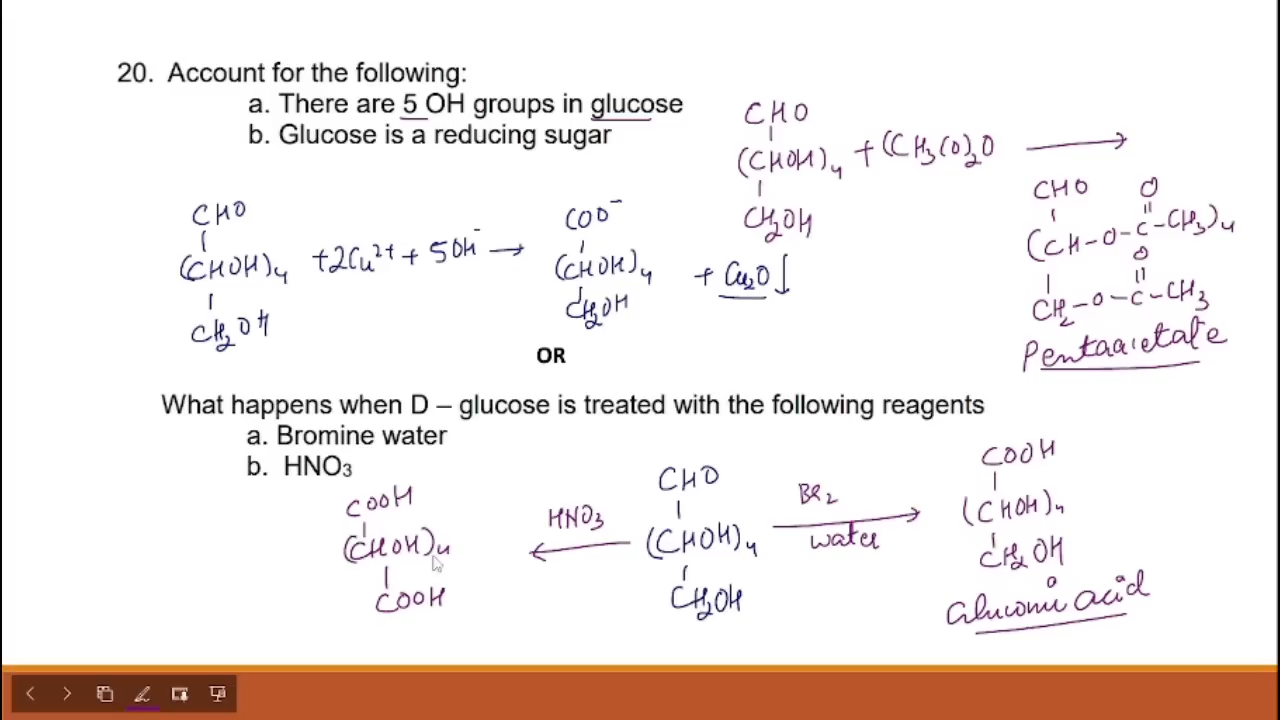 20. Account for the following:
a. There are 5 OH groups in glucose
b. Glucose is a reducing sugar
CHO
(CHOH)4 + (CH3CO)2O →
CH2OH
CHO
(CH-O-C-CH3)4
O
CH2-O-C-CH3
O
Pentaacetate
CHO
(CHOH)4 + 2Cu2+ + 5OH- →
CH2OH
COO-
(CHOH)4 + Cu2O ↓
CH2OH
OR
What happens when D – glucose is treated with the following reagents
a. Bromine water
b. HNO3
COOH
(CHOH)4
COOH
HNO3
CHO
(CHOH)4
CH2OH
Br2
water
COOH
(CHOH)4
CH2OH
Gluconic acid